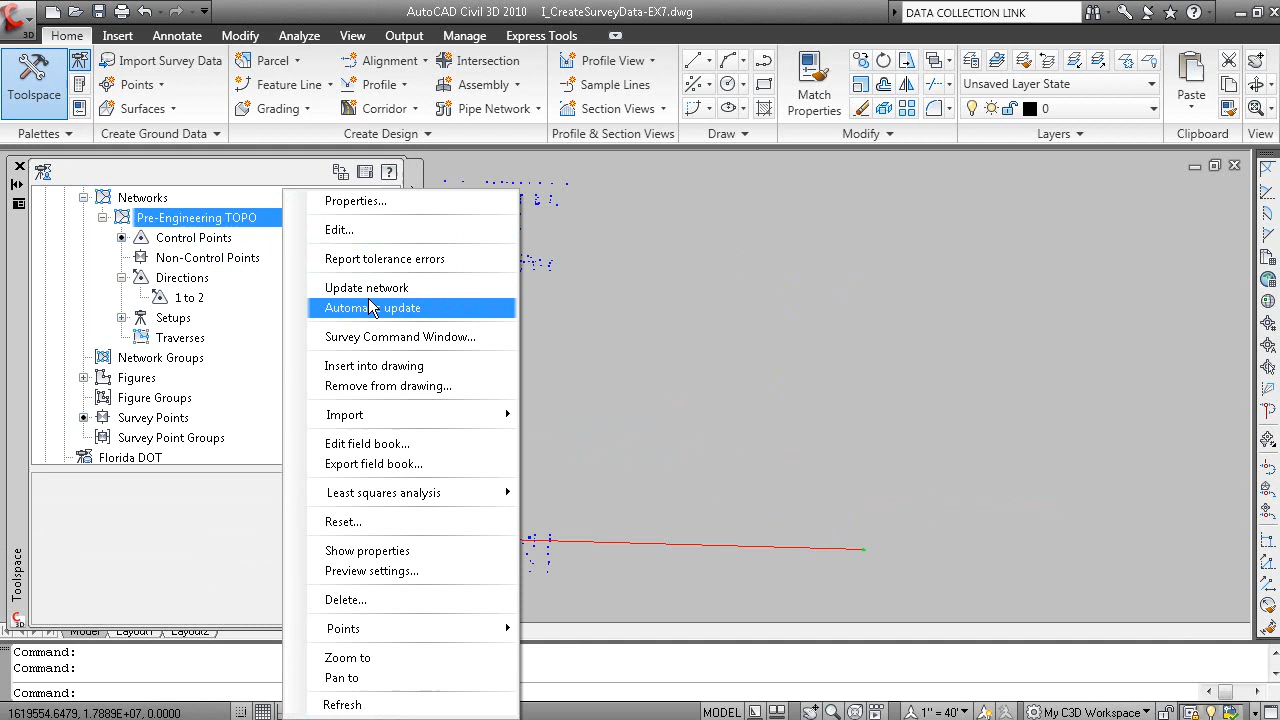 AutoCAD Civil 3D 2010 I_CreateSurveyData-EX7.dwg DATA COLLECTION LINK
3D
Home Insert Annotate Modify Analyze View Output Manage Express Tools
Toolspace
Import Survey Data
Points
Surfaces
Parcel
Feature Line
Grading
Alignment
Profile
Corridor
Intersection
Assembly
Pipe Network
Profile View
Sample Lines
Section Views
Match
Properties
Unsaved Layer State
0
Paste
Palettes Create Ground Data Create Design Profile & Section Views Draw Modify Layers Clipboard View
Networks
Pre-Engineering TOPO
Control Points
Non-Control Points
Directions
1 to 2
Setups
Traverses
Network Groups
Figures
Figure Groups
Survey Points
Survey Point Groups
Florida DOT
Toolspace
Properties...
Edit...
Report tolerance errors
Update network
update
Survey Command Window...
Insert into drawing
Remove from drawing...
Import
Edit field book...
Export field book...
Least squares analysis
Reset...
Show properties
Preview settings...
Delete...
Points
Zoom to
Pan to
Refresh
Model Layout1 Layout2
Command:
Command:
Command:
1619554.6479, 1.7889E+07, 0.0000 MODEL 1" = 40' My C3D Workspace